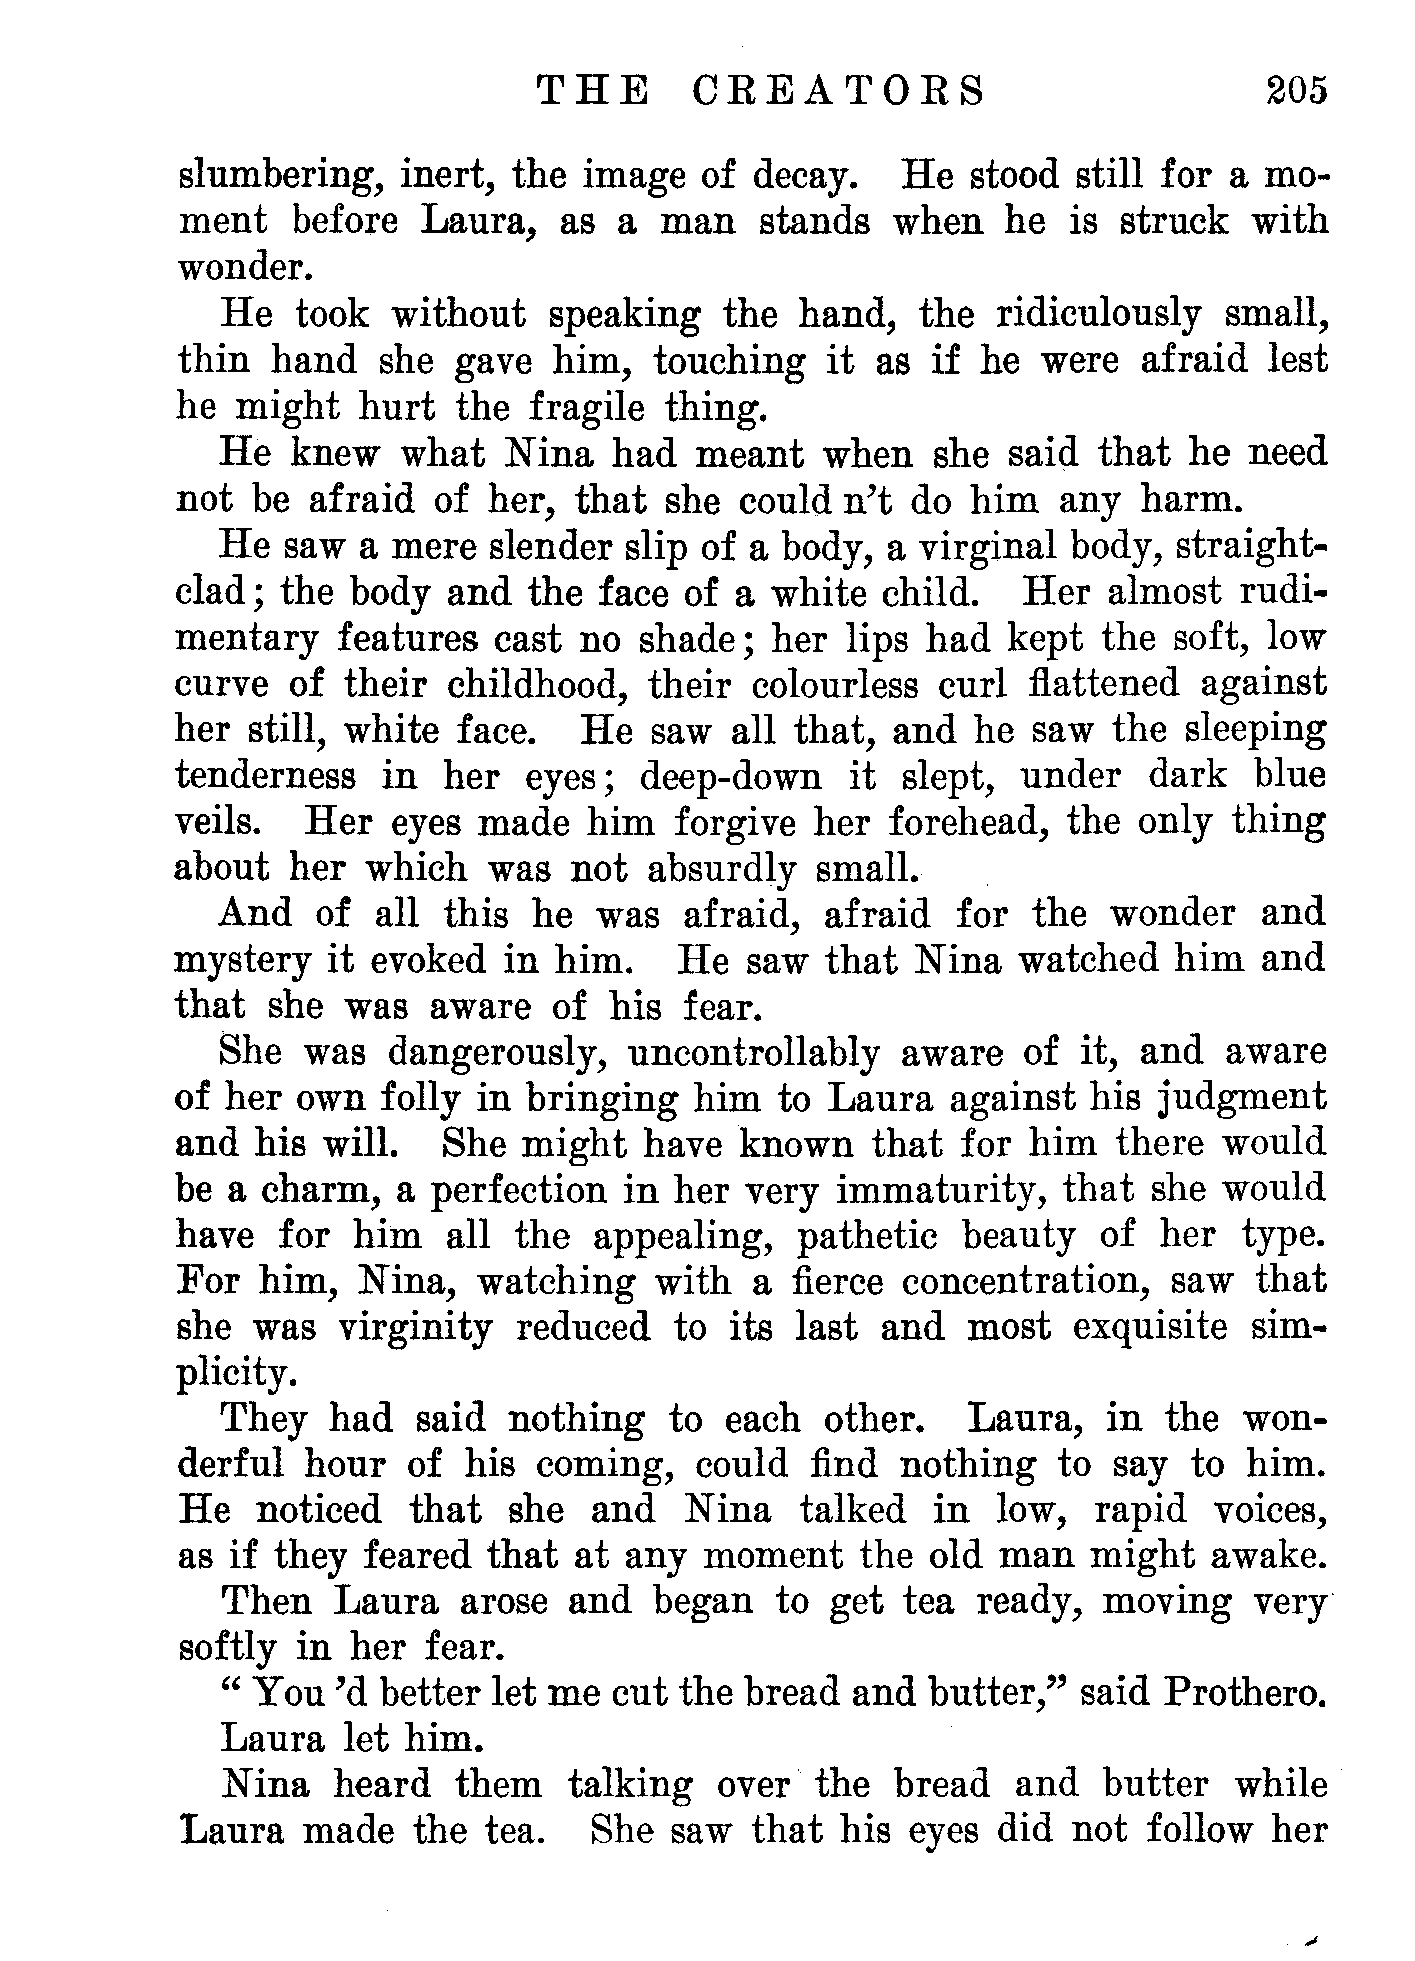 THE CREATORS 205
slumbering, inert, the image of decay. He stood still for a mo-
ment before Laura, as a man stands when he is struck with
wonder.
He took without speaking the hand, the ridiculously small,
thin hand she gave him, touching it as if he were afraid lest
he might hurt the fragile thing.
He knew what Nina had meant when she said that he need
not be afraid of her, that she could n't do him any harm.
He saw a mere slender slip of a body, a virginal body, straight-
clad; the body and the face of a white child. Her almost rudi-
mentary features cast no shade; her lips had kept the soft, low
curve of their childhood, their colourless curl flattened against
her still, white face. He saw all that, and he saw the sleeping
tenderness in her eyes; deep-down it slept, under dark blue
veils. Her eyes made him forgive her forehead, the only thing
about her which was not absurdly small.
And of all this he was afraid, afraid for the wonder and
mystery it evoked in him. He saw that Nina watched him and
that she was aware of his fear.
She was dangerously, uncontrollably aware of it, and aware
of her own folly in bringing him to Laura against his judgment
and his will. She might have known that for him there would
be a charm, a perfection in her very immaturity, that she would
have for him all the appealing, pathetic beauty of her type.
For him, Nina, watching with a fierce concentration, saw that
she was virginity reduced to its last and most exquisite sim-
plicity.
They had said nothing to each other. Laura, in the won-
derful hour of his coming, could find nothing to say to him.
He noticed that she and Nina talked in low, rapid voices,
as if they feared that at any moment the old man might awake.
Then Laura arose and began to get tea ready, moving very
softly in her fear.
" You 'd better let me cut the bread and butter," said Prothero.
Laura let him.
Nina heard them talking over the bread and butter while
Laura made the tea. She saw that his eyes did not follow her